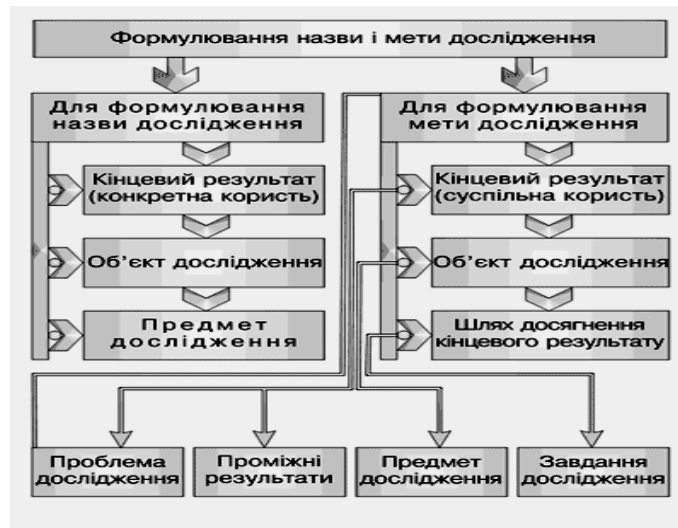 Формулювання назви і мети дослідження
Для формулювання
назви дослідження
Кінцевий результат
(конкретна користь)
Об'єкт дослідження
Предмет
дослідження
Для формулювання
мети дослідження
Кінцевий результат
(суспільна користь)
Об'єкт дослідження
Шлях досягнення
кінцевого результату
Проблема
дослідження
Проміжні
результати
Предмет
дослідження
Завдання
дослідження